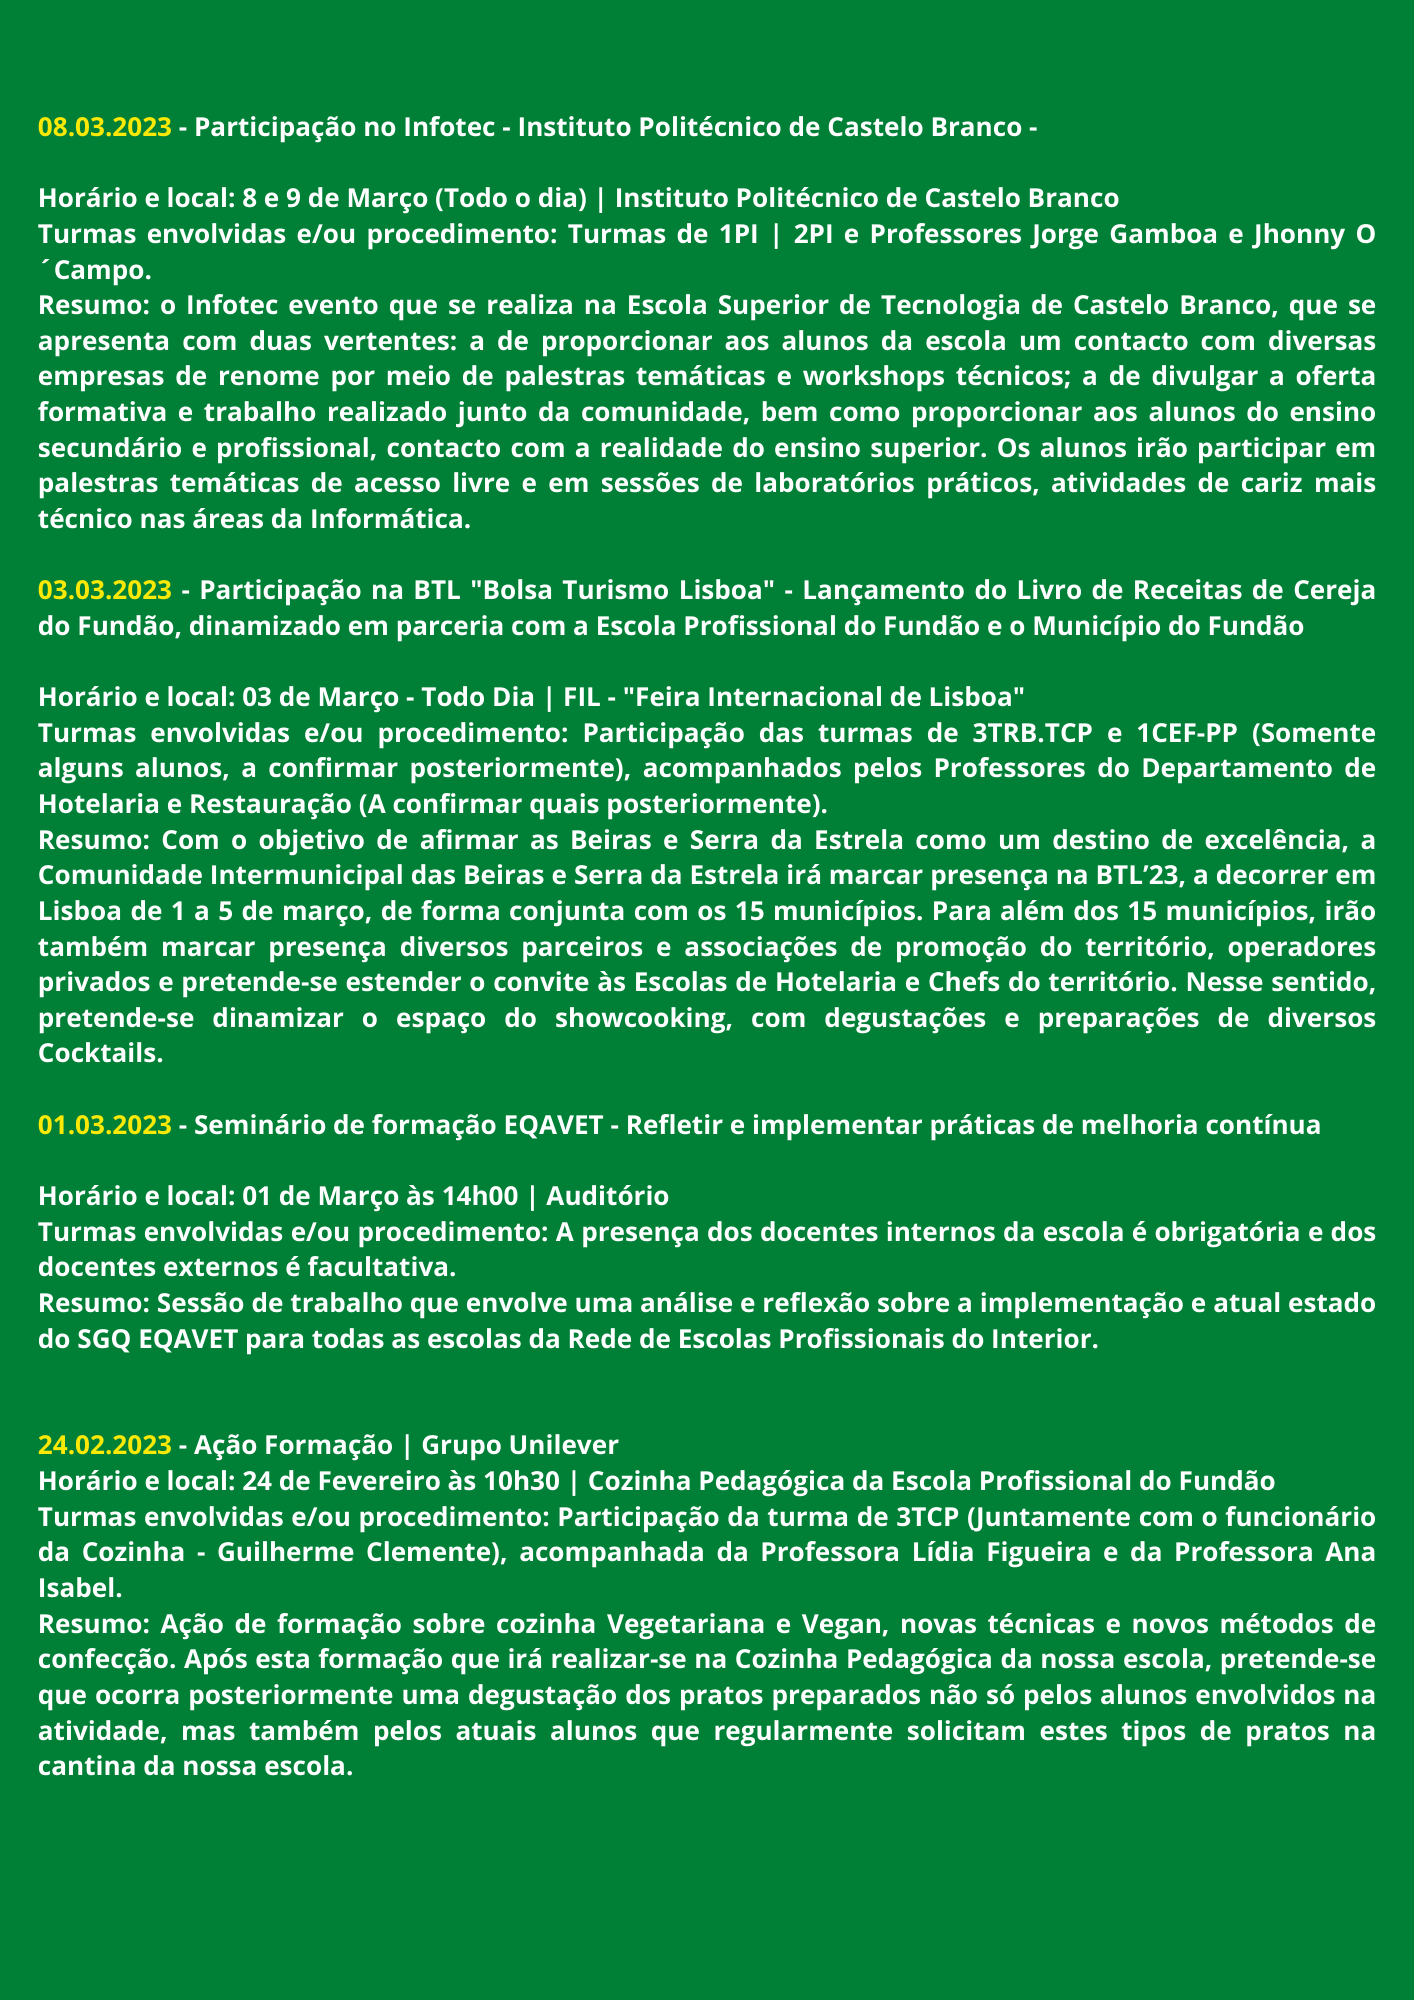 08.03.2023 - Participação no Infotec - Instituto Politécnico de Castelo Branco -
Horário e local: 8 e 9 de Março (Todo o dia) | Instituto Politécnico de Castelo Branco
Turmas envolvidas e/ou procedimento: Turmas de 1PI | 2PI e Professores Jorge Gamboa e Jhonny O
´Campo.
Resumo: o Infotec evento que se realiza na Escola Superior de Tecnologia de Castelo Branco, que se
apresenta com duas vertentes: a de proporcionar aos alunos da escola um contacto com diversas
empresas de renome por meio de palestras temáticas e workshops técnicos; a de divulgar a oferta
formativa e trabalho realizado junto da comunidade, bem como proporcionar aos alunos do ensino
secundário e profissional, contacto com a realidade do ensino superior. Os alunos irão participar em
palestras temáticas de acesso livre e em sessões de laboratórios práticos, atividades de cariz mais
técnico nas áreas da Informática.
03.03.2023 - Participação na BTL "Bolsa Turismo Lisboa" - Lançamento do Livro de Receitas de Cereja
do Fundão, dinamizado em parceria com a Escola Profissional do Fundão e o Município do Fundão
Horário e local: 03 de Março - Todo Dia | FIL - "Feira Internacional de Lisboa"
Turmas envolvidas e/ou procedimento: Participação das turmas de 3TRB.TCP e 1CEF-PP (Somente
alguns alunos, a confirmar posteriormente), acompanhados pelos Professores do Departamento de
Hotelaria e Restauração (A confirmar quais posteriormente).
Resumo: Com o objetivo de afirmar as Beiras e Serra da Estrela como um destino de excelência, a
Comunidade Intermunicipal das Beiras e Serra da Estrela irá marcar presença na BTL’23, a decorrer em
Lisboa de 1 a 5 de março, de forma conjunta com os 15 municípios. Para além dos 15 municípios, irão
também marcar presença diversos parceiros e associações de promoção do território, operadores
privados e pretende-se estender o convite às Escolas de Hotelaria e Chefs do território. Nesse sentido,
pretende-se dinamizar o espaço do showcooking, com degustações e preparações de diversos
Cocktails.
01.03.2023 - Seminário de formação EQAVET - Refletir e implementar práticas de melhoria contínua
Horário e local: 01 de Março às 14h00 | Auditório
Turmas envolvidas e/ou procedimento: A presença dos docentes internos da escola é obrigatória e dos
docentes externos é facultativa.
Resumo: Sessão de trabalho que envolve uma análise e reflexão sobre a implementação e atual estado
do SGQ EQAVET para todas as escolas da Rede de Escolas Profissionais do Interior.
24.02.2023 - Ação Formação | Grupo Unilever
Horário e local: 24 de Fevereiro às 10h30 | Cozinha Pedagógica da Escola Profissional do Fundão
Turmas envolvidas e/ou procedimento: Participação da turma de 3TCP (Juntamente com o funcionário
da Cozinha - Guilherme Clemente), acompanhada da Professora Lídia Figueira e da Professora Ana
Isabel.
Resumo: Ação de formação sobre cozinha Vegetariana e Vegan, novas técnicas e novos métodos de
confecção. Após esta formação que irá realizar-se na Cozinha Pedagógica da nossa escola, pretende-se
que ocorra posteriormente uma degustação dos pratos preparados não só pelos alunos envolvidos na
atividade, mas também pelos atuais alunos que regularmente solicitam estes tipos de pratos na
cantina da nossa escola.